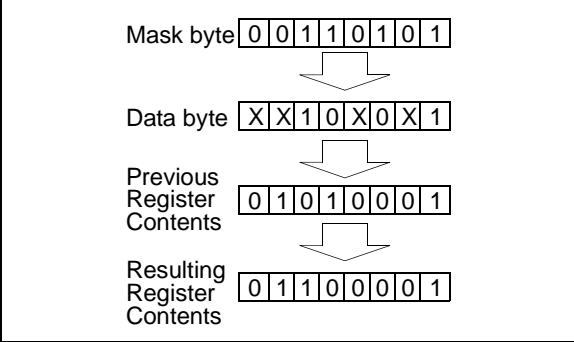 Mask byte 0 0 1 1 0 1 0 1
Data byte X X 1 0 X 0 X 1
Previous
Register
Contents 0 1 0 1 0 0 0 1
Resulting
Register
Contents 0 1 1 0 0 0 0 1